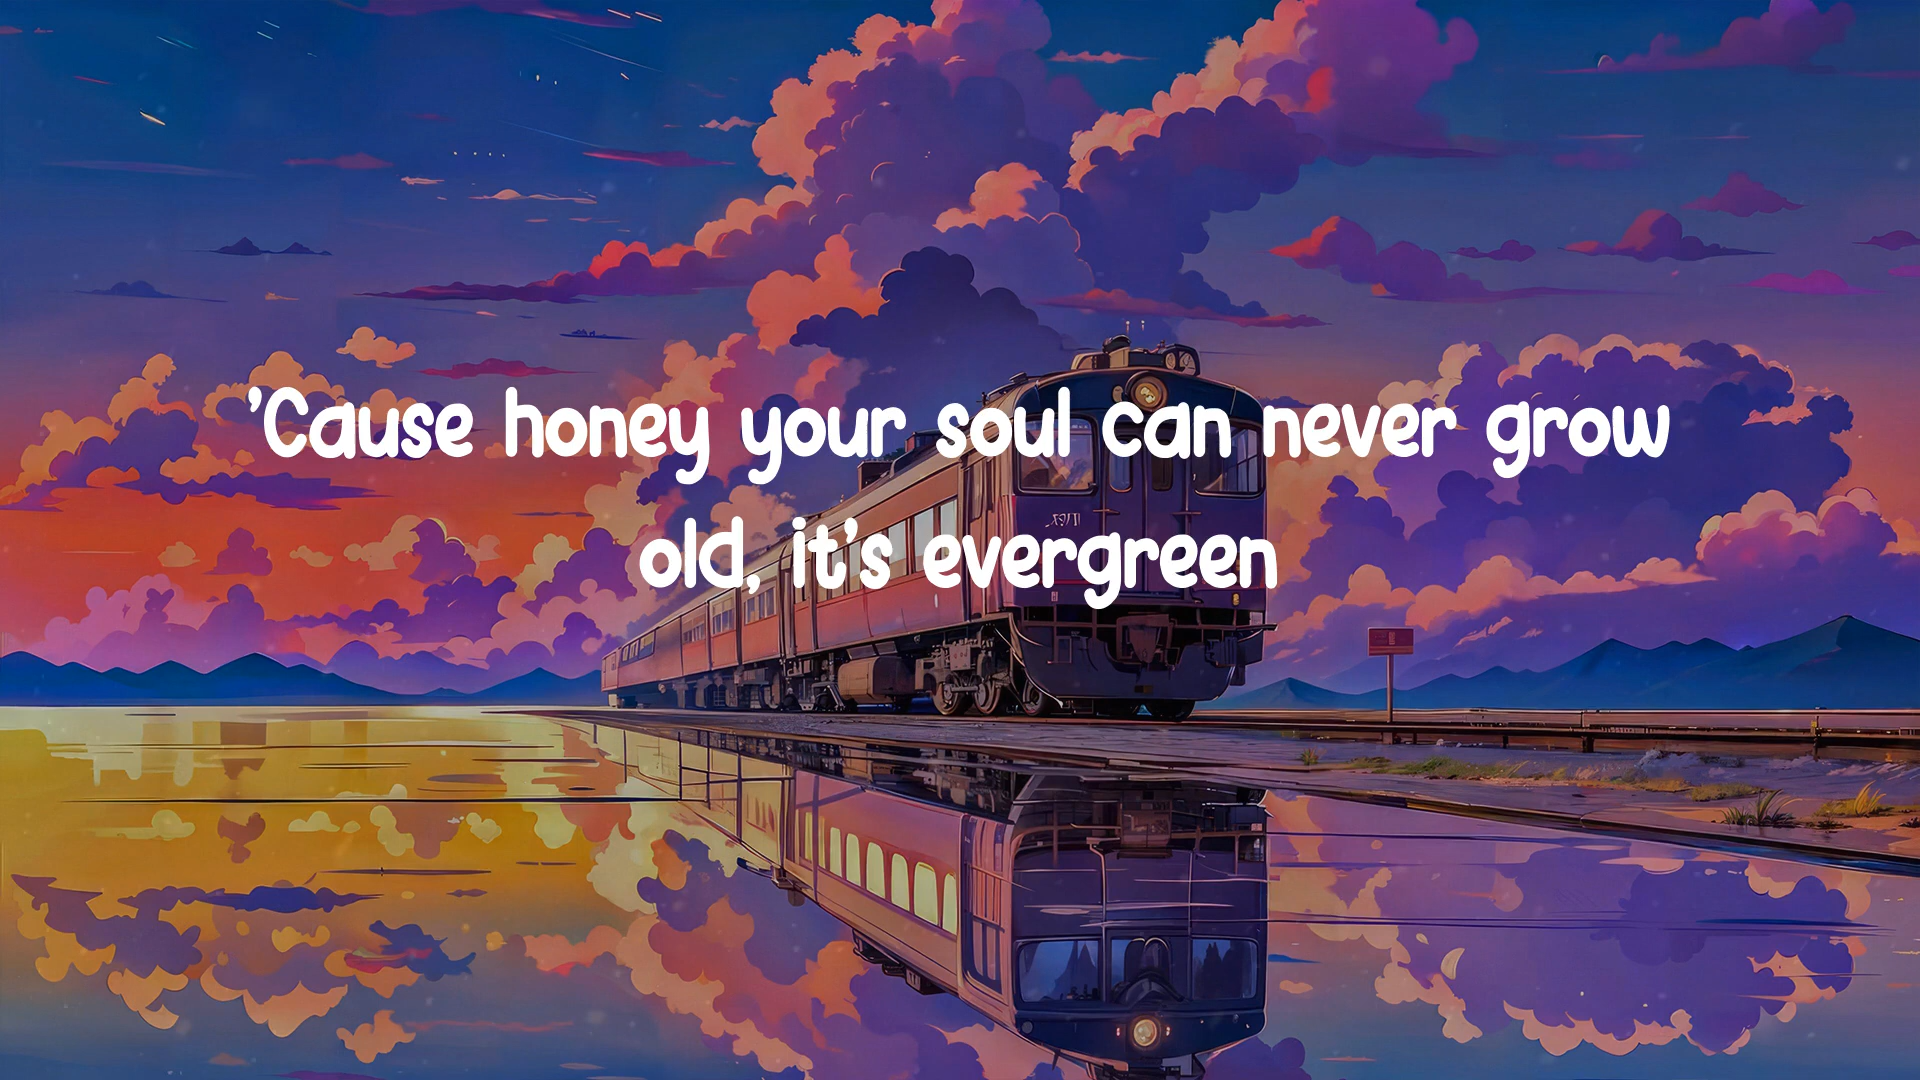 ’Cause honey your soul can never grow
old, it’s evergreen